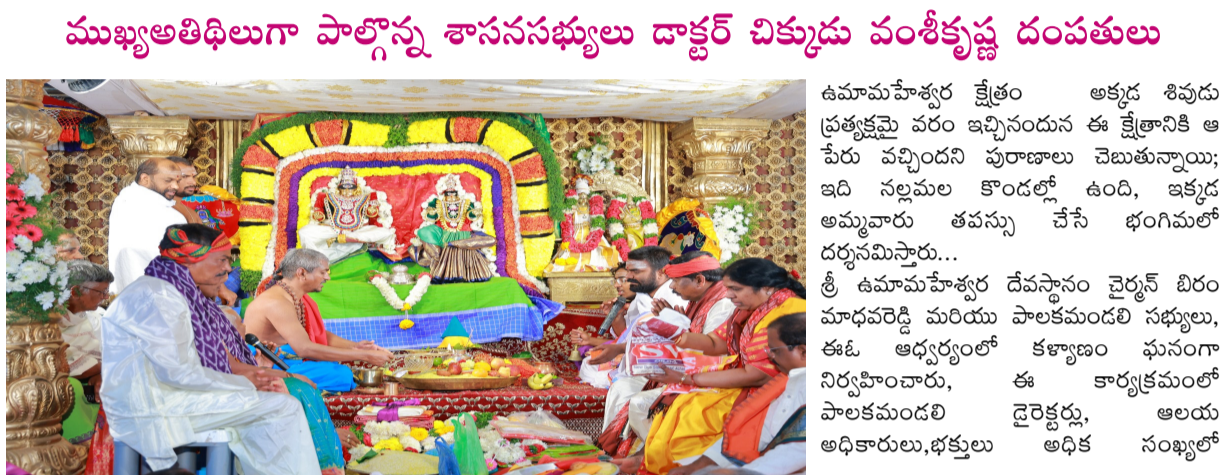 ముఖ్యఅతిథిలుగా పాల్గొన్న శాసనసభ్యులు డాక్టర్ చిక్కుడు వంశీకృష్ణ దంపతులు
ఉమామహేశ్వర క్షేత్రం అక్కడ శివుడు
ప్రత్యక్షమై వరం ఇచ్చినందున ఈ క్షేత్రానికి ఆ
పేరు వచ్చిందని పురాణాలు చెబుతున్నాయి;
ఇది నల్లమల కొండల్లో ఉంది, ఇక్కడ
అమ్మవారు తపస్సు చేసే భంగిమలో
దర్శనమిస్తారు...
శ్రీ ఉమామహేశ్వర దేవస్థానం చైర్మన్ బిరం
మాధవరెడ్డి మరియు పాలకమండలి సభ్యులు,
ఈఓ ఆధ్వర్యంలో కళ్యాణం ఘనంగా
నిర్వహించారు, ఈ కార్యక్రమంలో
పాలకమండలి డైరెక్టర్లు, ఆలయ
అధికారులు,భక్తులు అధిక సంఖ్యలో